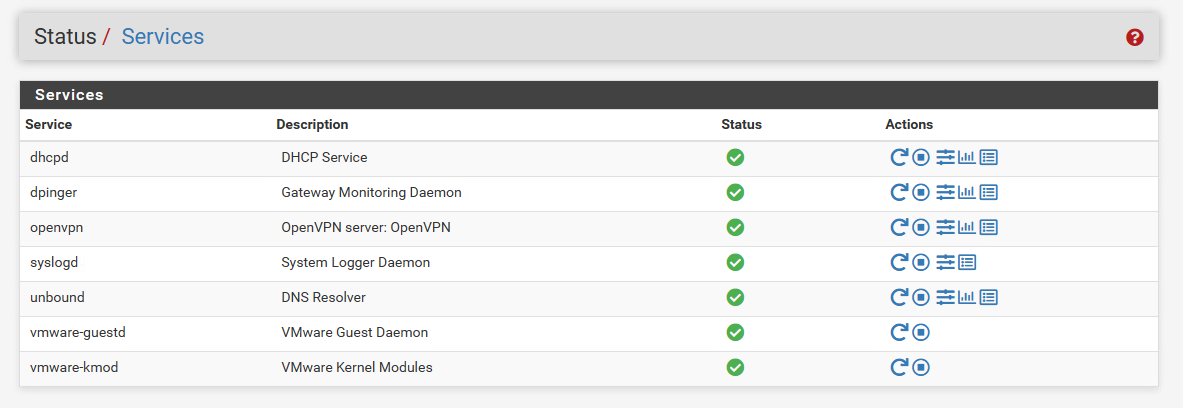 Status / Services
Services
Service Description Status Actions
dhcpd DHCP Service
dpinger Gateway Monitoring Daemon
openvpn OpenVPN server: OpenVPN
syslogd System Logger Daemon
unbound DNS Resolver
vmware-guestd VMware Guest Daemon
vmware-kmod VMware Kernel Modules